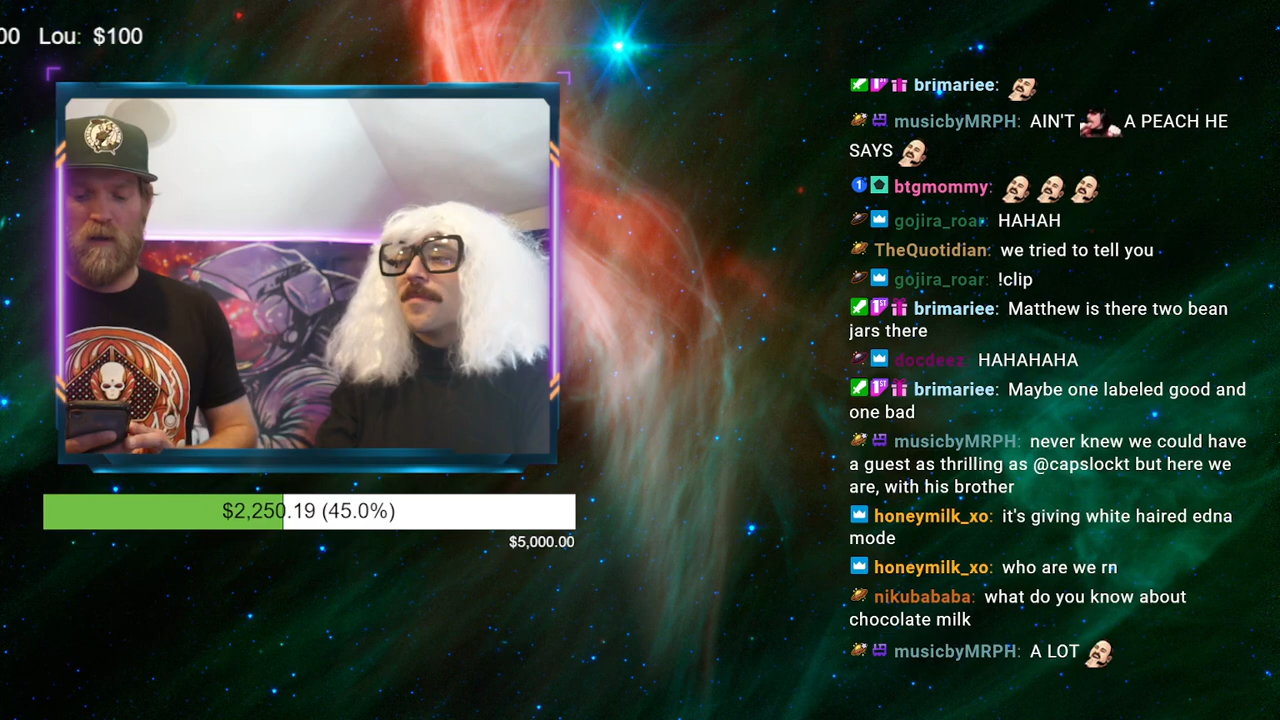 00 Lou: $100
brimariee:
musicbyMRPH: AIN'T A PEACH HE
SAYS
btgmommy:
gojira_roar: HAHAH
TheQuotidian: we tried to tell you
gojira_roar: !clip
brimariee: Matthew is there two bean
jars there
docdeez: HAHAHAHA
brimariee: Maybe one labeled good and
one bad
musicbyMRPH: never knew we could have
a guest as thrilling as @capslockt but here we
are, with his brother
honeymilk_xo: it's giving white haired edna
mode
honeymilk_xo: who are we rn
nikubababa: what do you know about
chocolate milk
musicbyMRPH: A LOT
$2,250.19 (45.0%)
$5,000.00